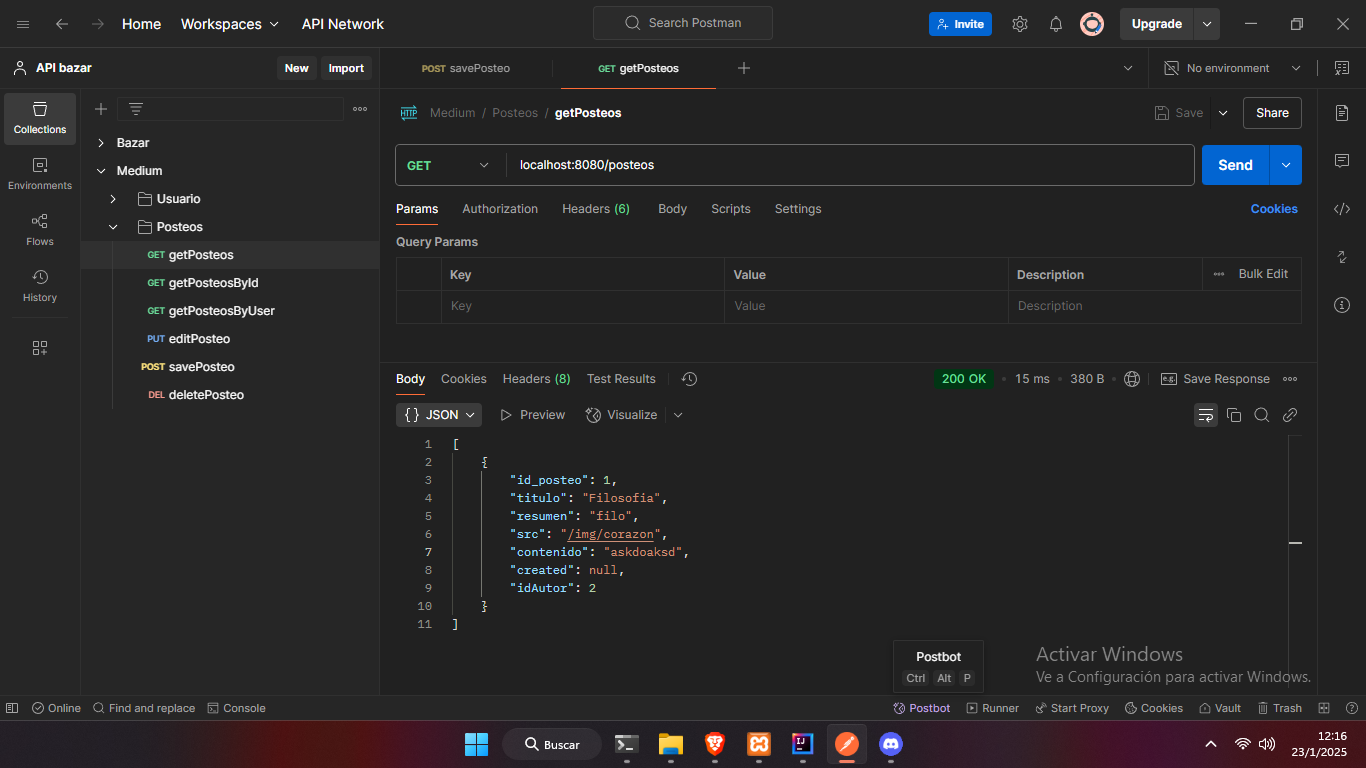 Home Workspaces API Network Search Postman Invite Upgrade
API bazar New Import POST savePosteo GET getPosteos No environment
Collections
Environments
Flows
History
Bazar
Medium
Usuario
Posteos
GET getPosteos
GET getPosteosById
GET getPosteosByUser
PUT editPosteo
POST savePosteo
DEL deletePosteo
HTTP Medium / Posteos / getPosteos Save Share
GET localhost:8080/posteos Send
Params Authorization Headers (6) Body Scripts Settings Cookies
Query Params
Key Value Description Bulk Edit
Key Value Description
Body Cookies Headers (8) Test Results 200 OK 15 ms 380 B e.g. Save Response
{} JSON Preview Visualize
1 [
2 {
3 "id_posteo": 1,
4 "titulo": "Filosofia",
5 "resumen": "filo",
6 "src": "/img/corazon",
7 "contenido": "askdoaksd",
8 "created": null,
9 "idAutor": 2
10 }
11 ]
Postbot
Ctrl Alt P
Activar Windows
Ve a Configuración para activar Windows.
Online Find and replace Console Postbot Runner Start Proxy Cookies Vault Trash
Buscar
IJ
12:16
23/1/2025